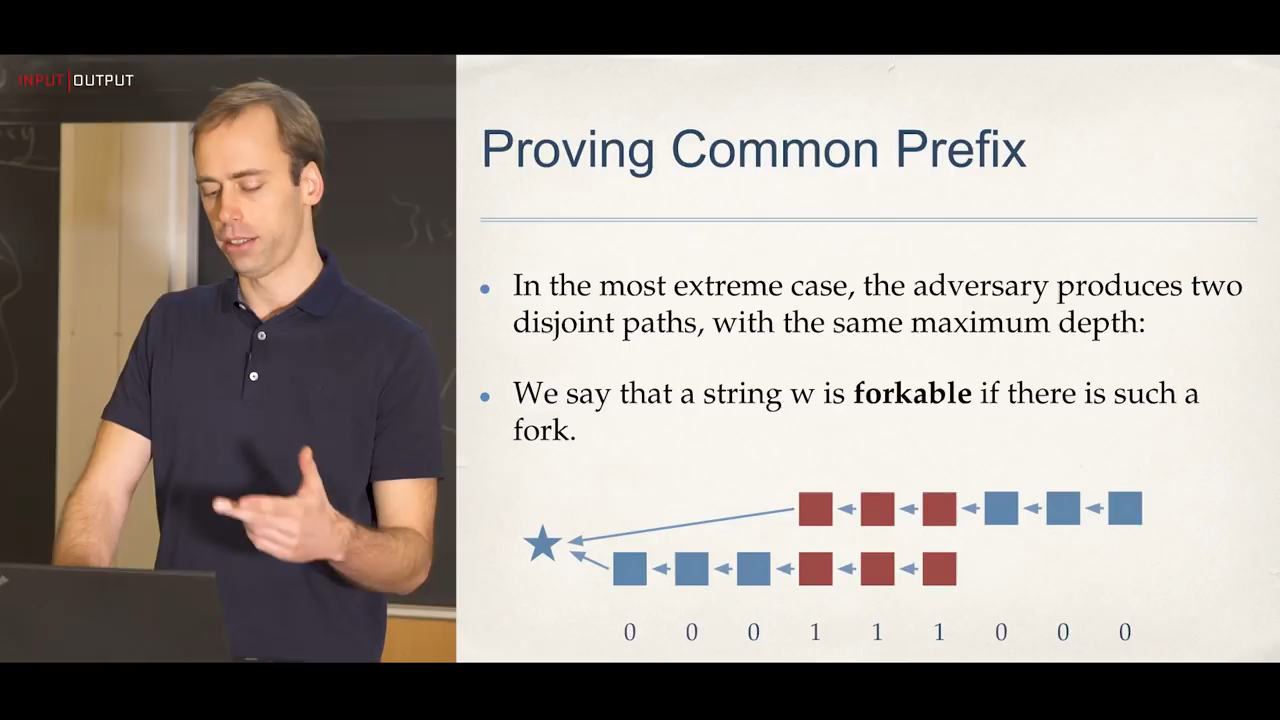 INPUT|OUTPUT
Proving Common Prefix
• In the most extreme case, the adversary produces two
disjoint paths, with the same maximum depth:
• We say that a string w is forkable if there is such a
fork.
0 0 0 1 1 1 0 0 0